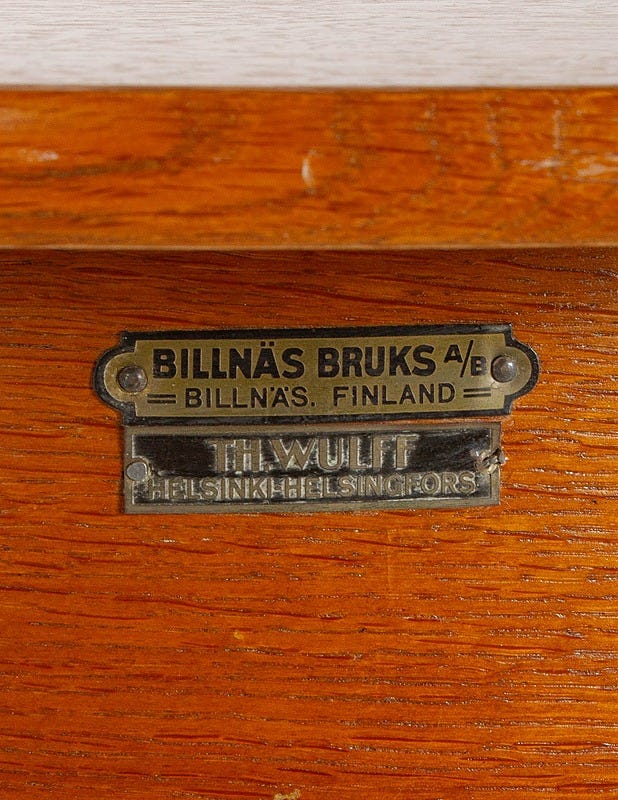 BILLNÄS BRUKS A/B
BILLNÄS. FINLAND
TH. WULFF
HELSINKI-HELSINGFORS